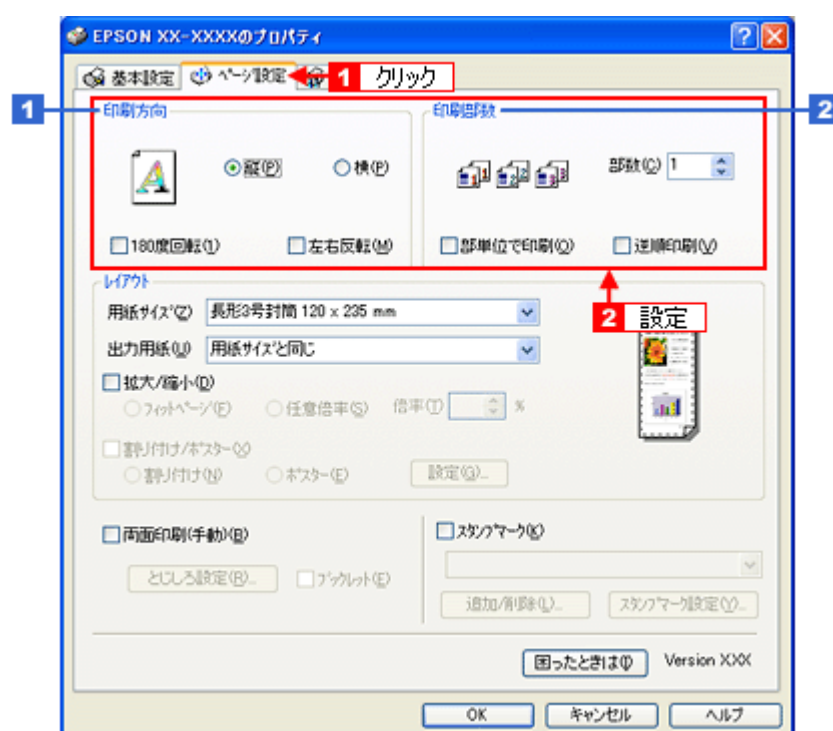 EPSON XX-XXXXのプロパティ
基本設定 ページ設定 1 クリック
1 印刷方向 印刷部数 2
縦(P) 横(P) 部数(C) 1
180度回転(1) 左右反転(M) 部単位で印刷(O) 逆順印刷(V)
レイアウト
用紙サイズ(Z) 長形3号封筒 120 x 235 mm
2 設定
出力用紙(U) 用紙サイズと同じ
拡大/縮小(D)
フィットページ(F) 任意倍率(S) 倍率(T) %
割り付け/ポスター(X)
割り付け(N) ポスター(E) 設定(G)...
両面印刷(手動)(B) スタンプマーク(K)
とじしろ設定(R)... ブックレット(E)
追加/削除(L)... スタンプマーク設定(Y)...
困ったときは(I) Version XXX
OK キャンセル ヘルプ